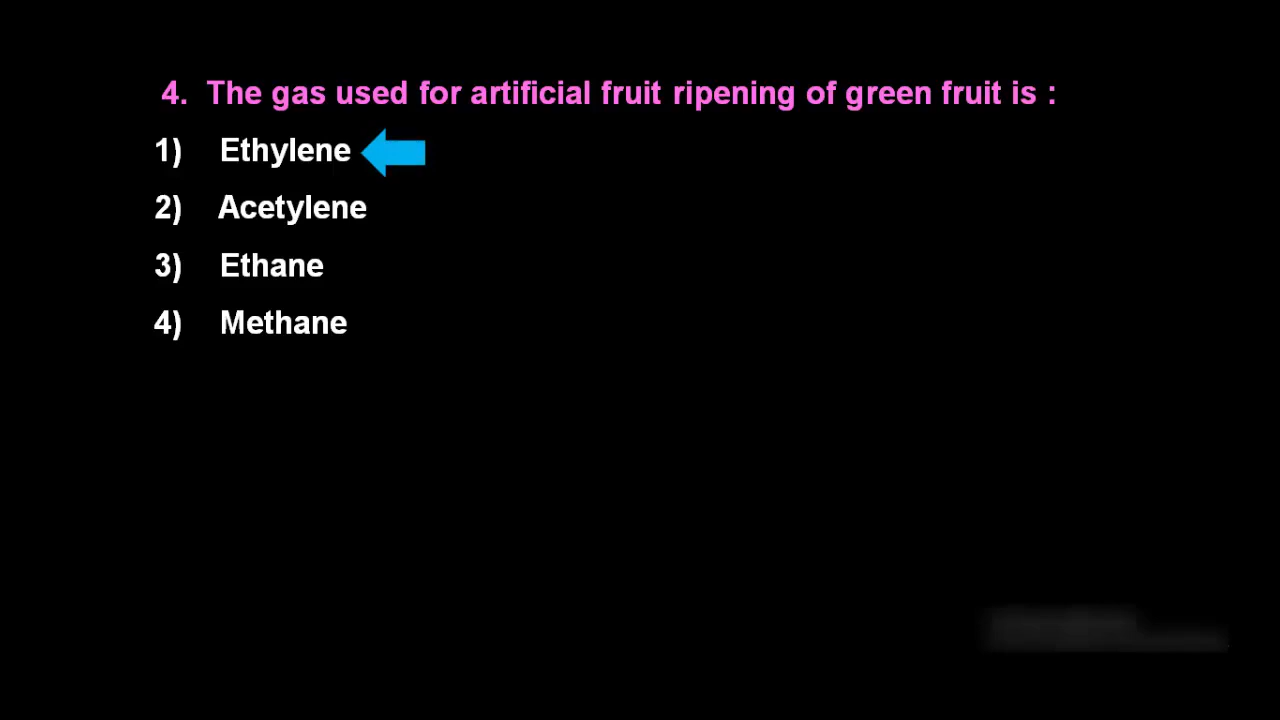 4. The gas used for artificial fruit ripening of green fruit is :
1) Ethylene
2) Acetylene
3) Ethane
4) Methane